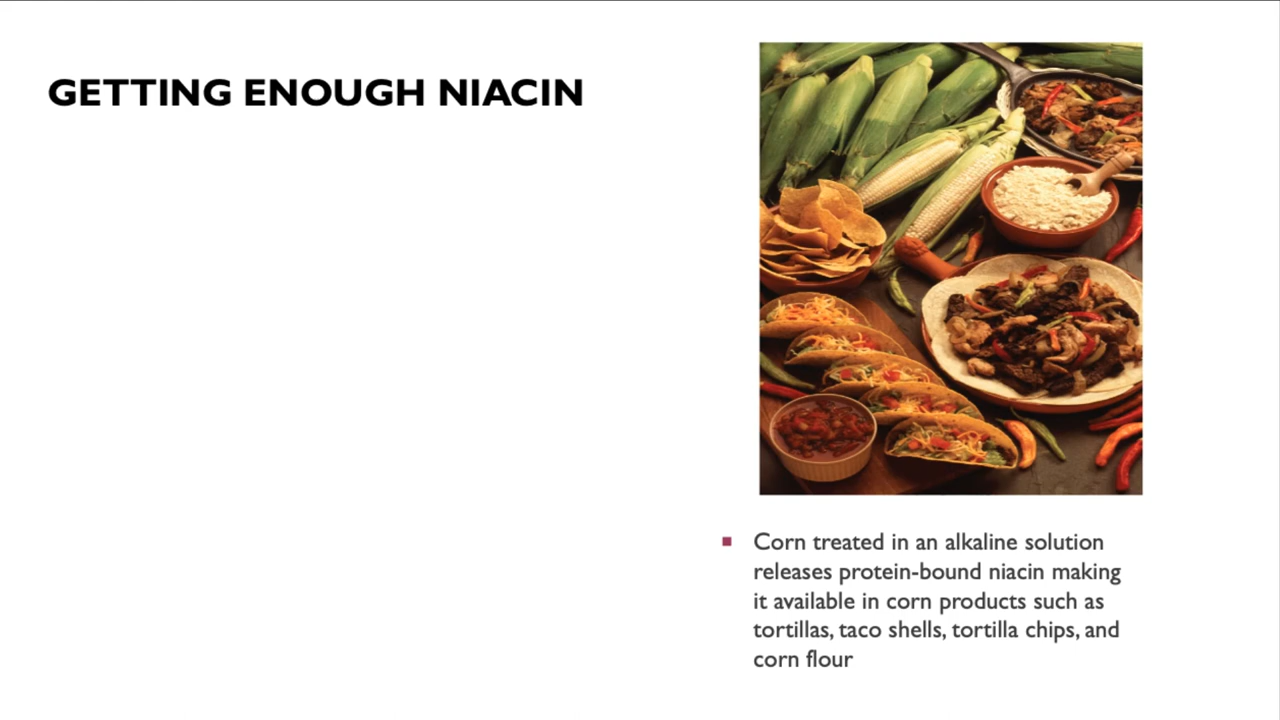 GETTING ENOUGH NIACIN
Corn treated in an alkaline solution
releases protein-bound niacin making
it available in corn products such as
tortillas, taco shells, tortilla chips, and
corn flour